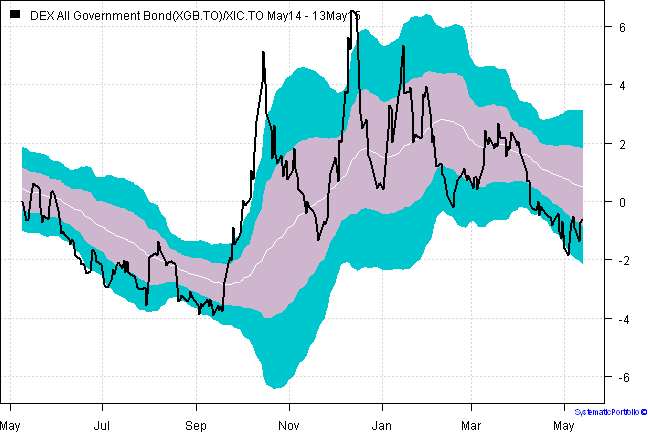 DEX All Government Bond(XGB.TO)/XIC.TO May14 - 13May15
6
4
2
0
-2
-4
-6
May Jul Sep Nov Jan Mar May
SystematicPortfolio ©